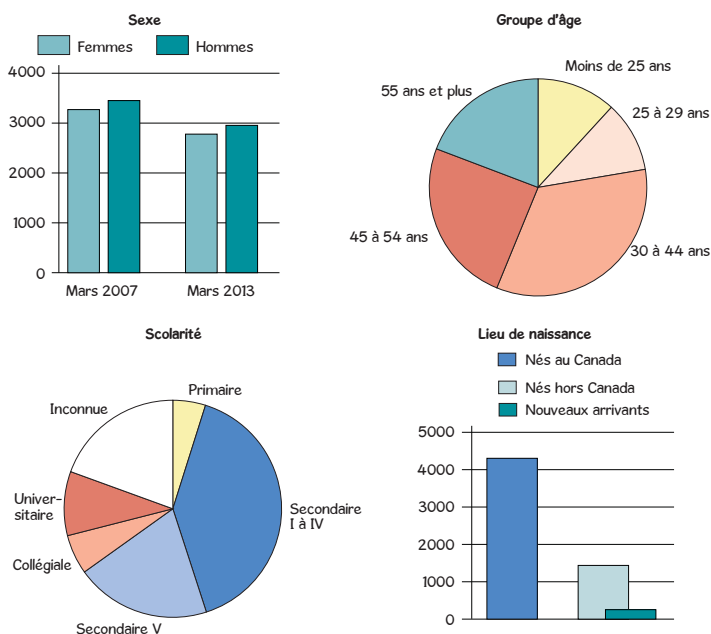 Sexe
Femmes Hommes
4000
3000
2000
1000
0
Mars 2007 Mars 2013
Groupe d'âge
Moins de 25 ans
25 à 29 ans
30 à 44 ans
45 à 54 ans
55 ans et plus
Scolarité
Primaire
Secondaire
I à IV
Secondaire V
Collégiale
Univer-
sitaire
Inconnue
Lieu de naissance
Nés au Canada
Nés hors Canada
Nouveaux arrivants
5000
4000
3000
2000
1000
0